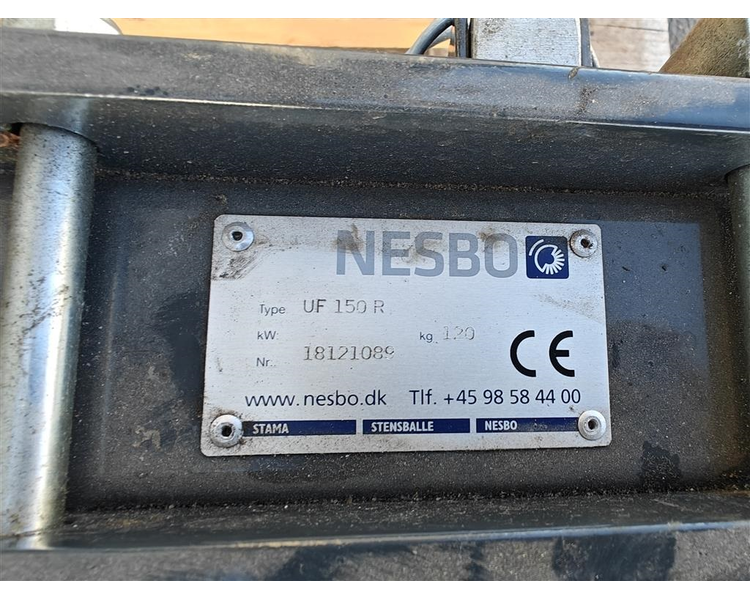 NESBO
Type UF 150 R
kW: kg 120
Nr. 18121089
CE
www.nesbo.dk Tlf. +45 98 58 44 00
STAMA STENSBALLE NESBO